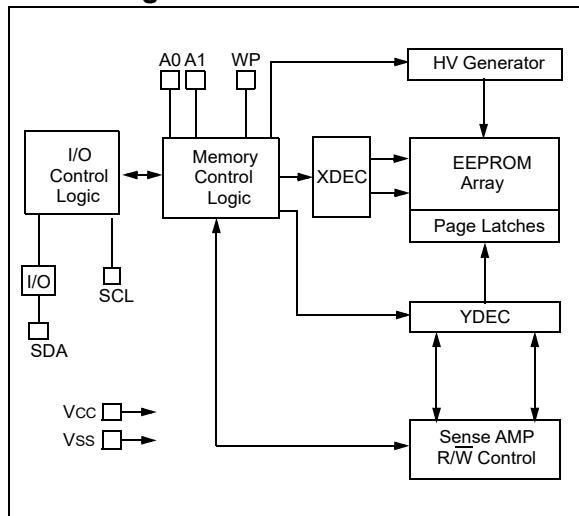 A0 A1 WP
HV Generator
I/O
Control
Logic
Memory
Control
Logic
XDEC
EEPROM
Array
Page Latches
I/O
SCL
SDA
YDEC
VCC
VSS
Sense AMP
R/W̅ Control